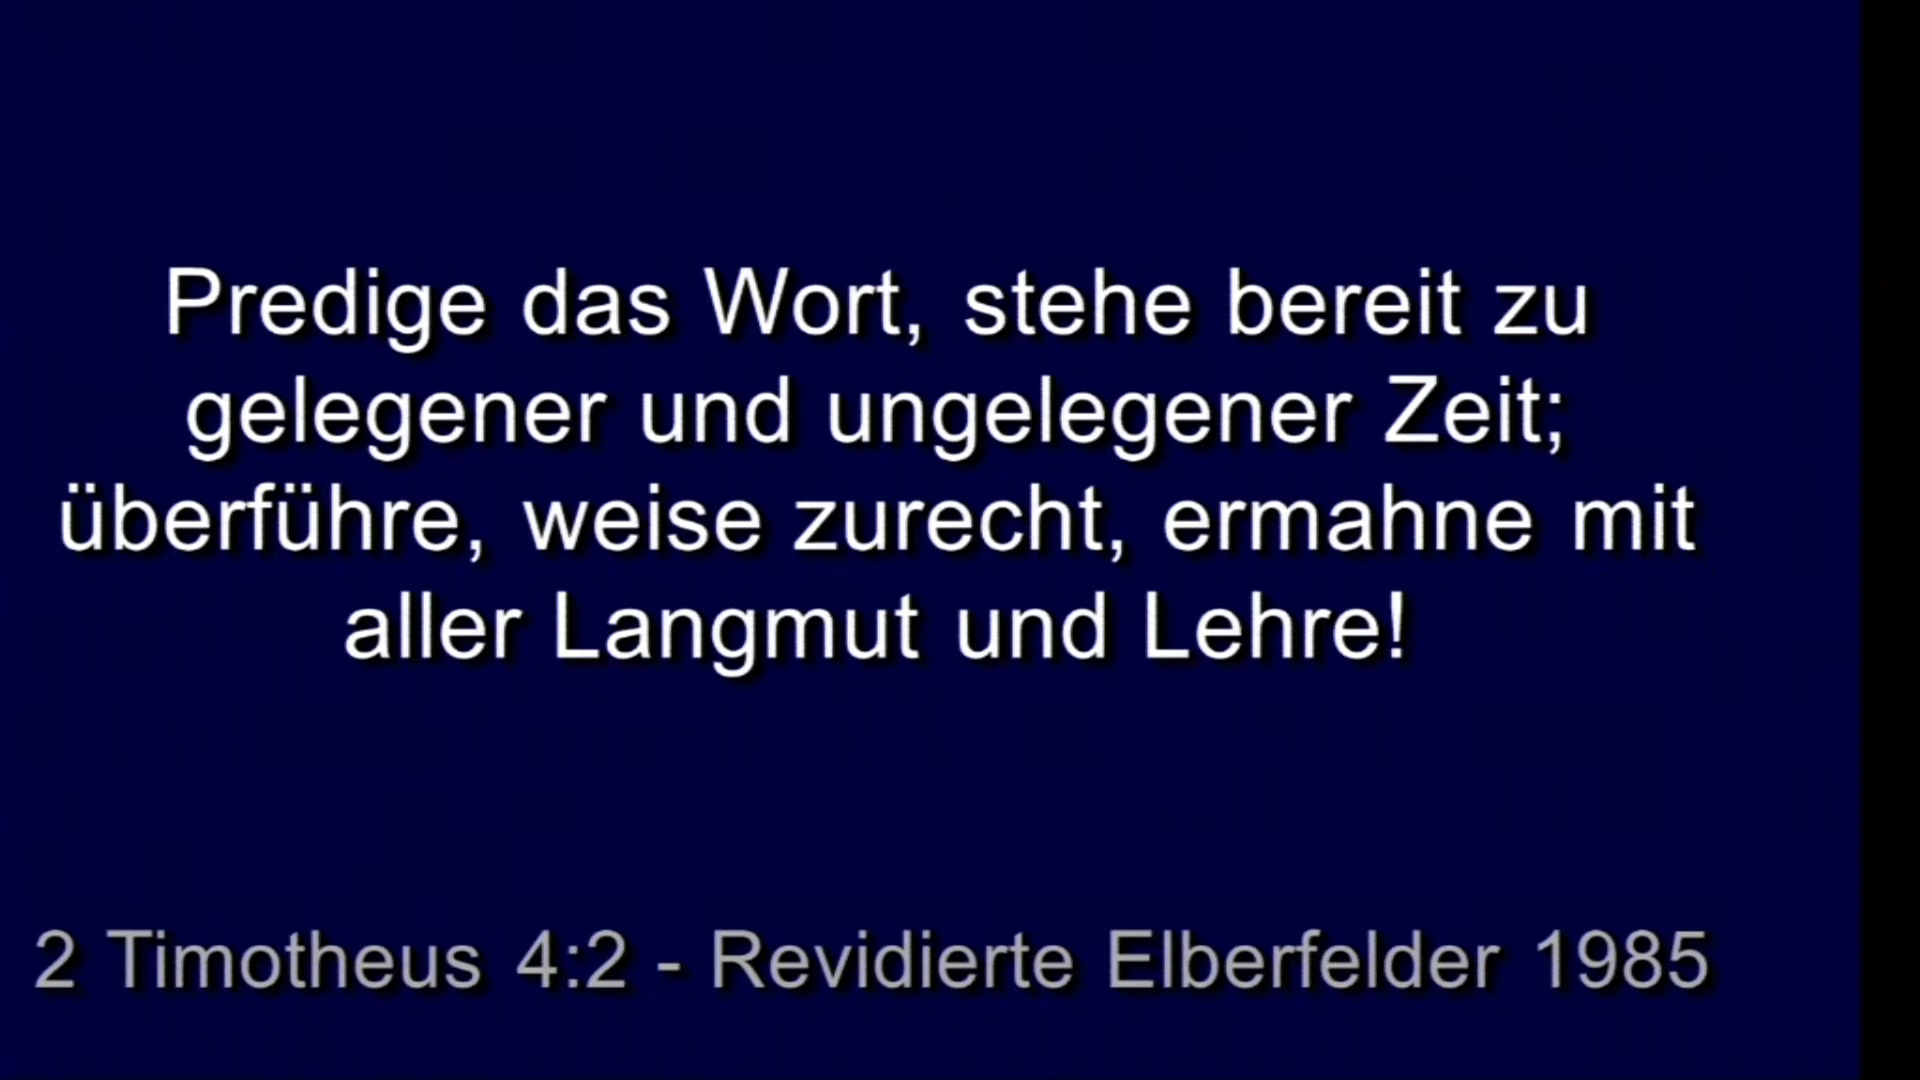 Predige das Wort, stehe bereit zu
gelegener und ungelegener Zeit;
überführe, weise zurecht, ermahne mit
aller Langmut und Lehre!
2 Timotheus 4:2 - Revidierte Elberfelder 1985